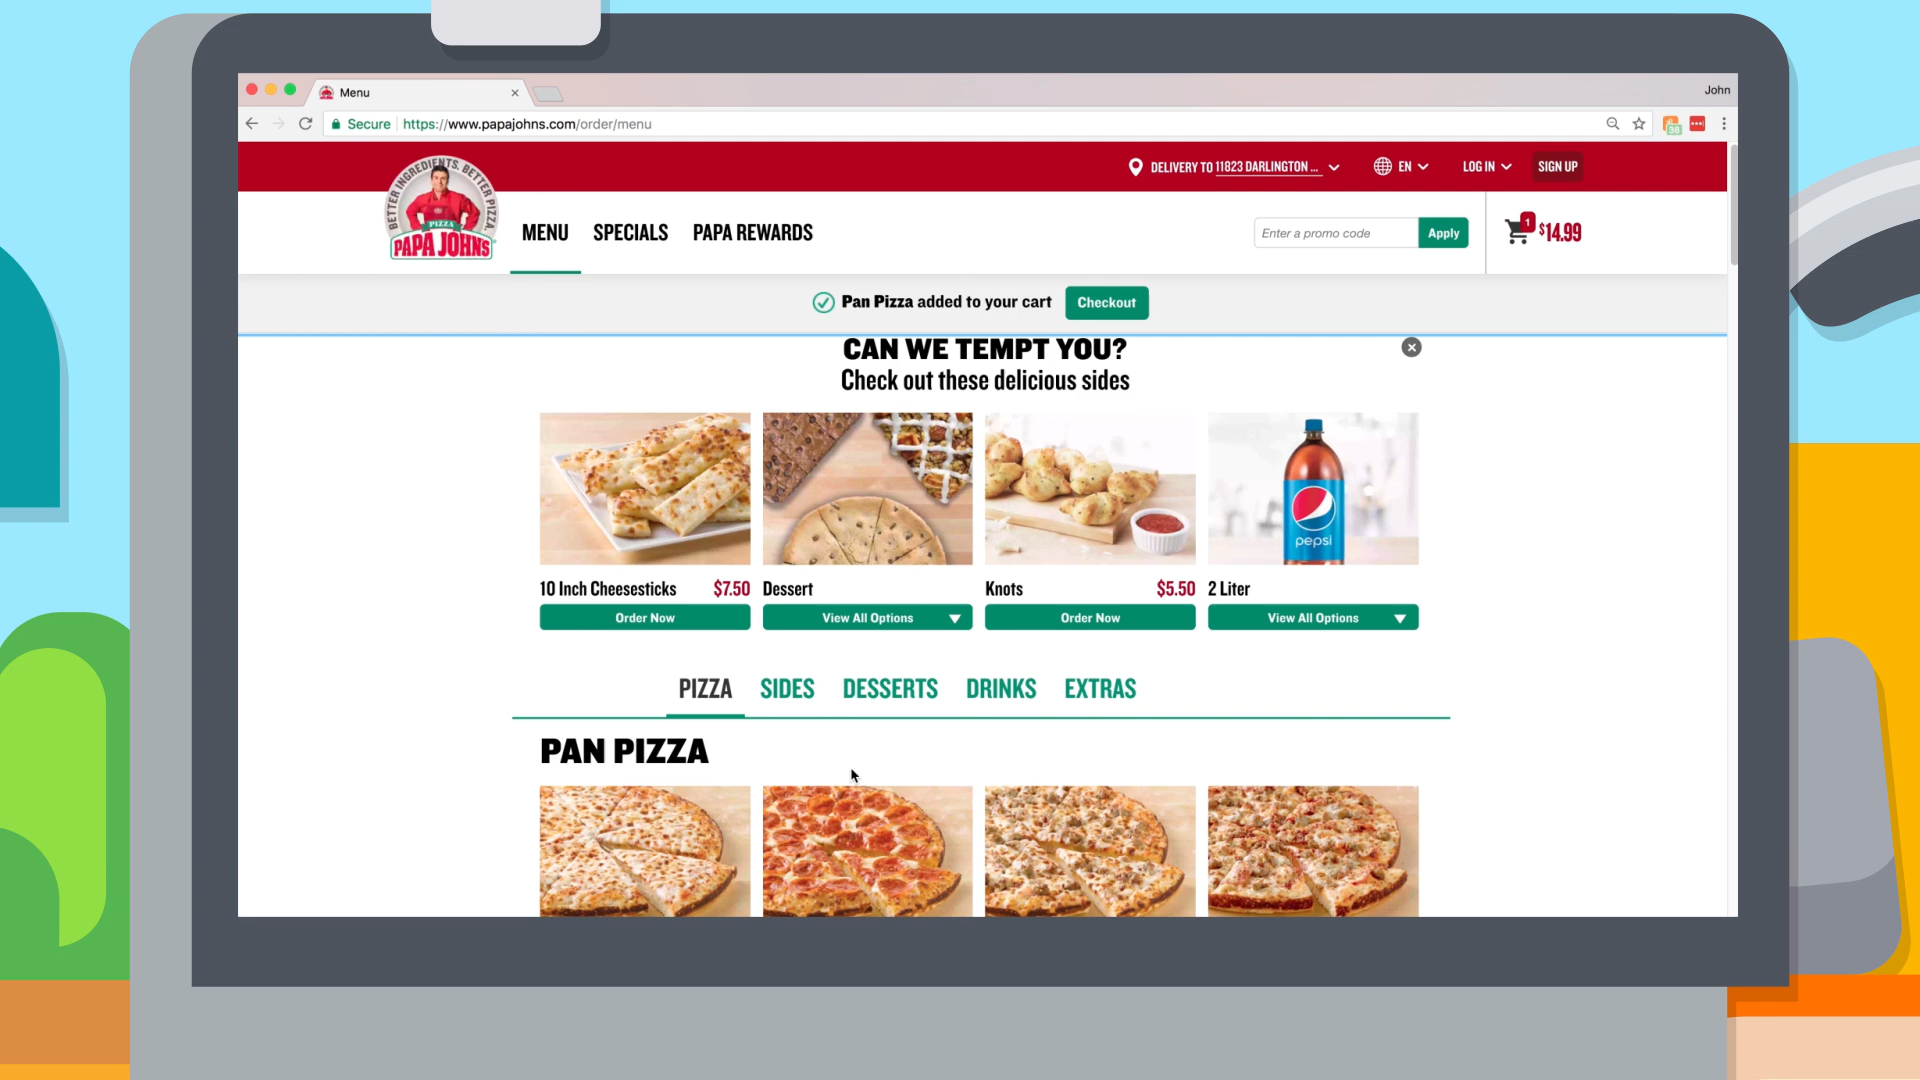 Menu
John
Secure https://www.papajohns.com/order/menu
38
DELIVERY TO 11823 DARLINGTON ...
EN
LOG IN
SIGN UP
BETTER INGREDIENTS. BETTER PIZZA.
PIZZA
PAPA JOHNS
MENU
SPECIALS
PAPA REWARDS
Enter a promo code
Apply
1
$14.99
Pan Pizza added to your cart
Checkout
CAN WE TEMPT YOU?
Check out these delicious sides
pepsi
10 Inch Cheesesticks $7.50
Dessert
Knots $5.50
2 Liter
Order Now
View All Options
Order Now
View All Options
PIZZA
SIDES
DESSERTS
DRINKS
EXTRAS
PAN PIZZA